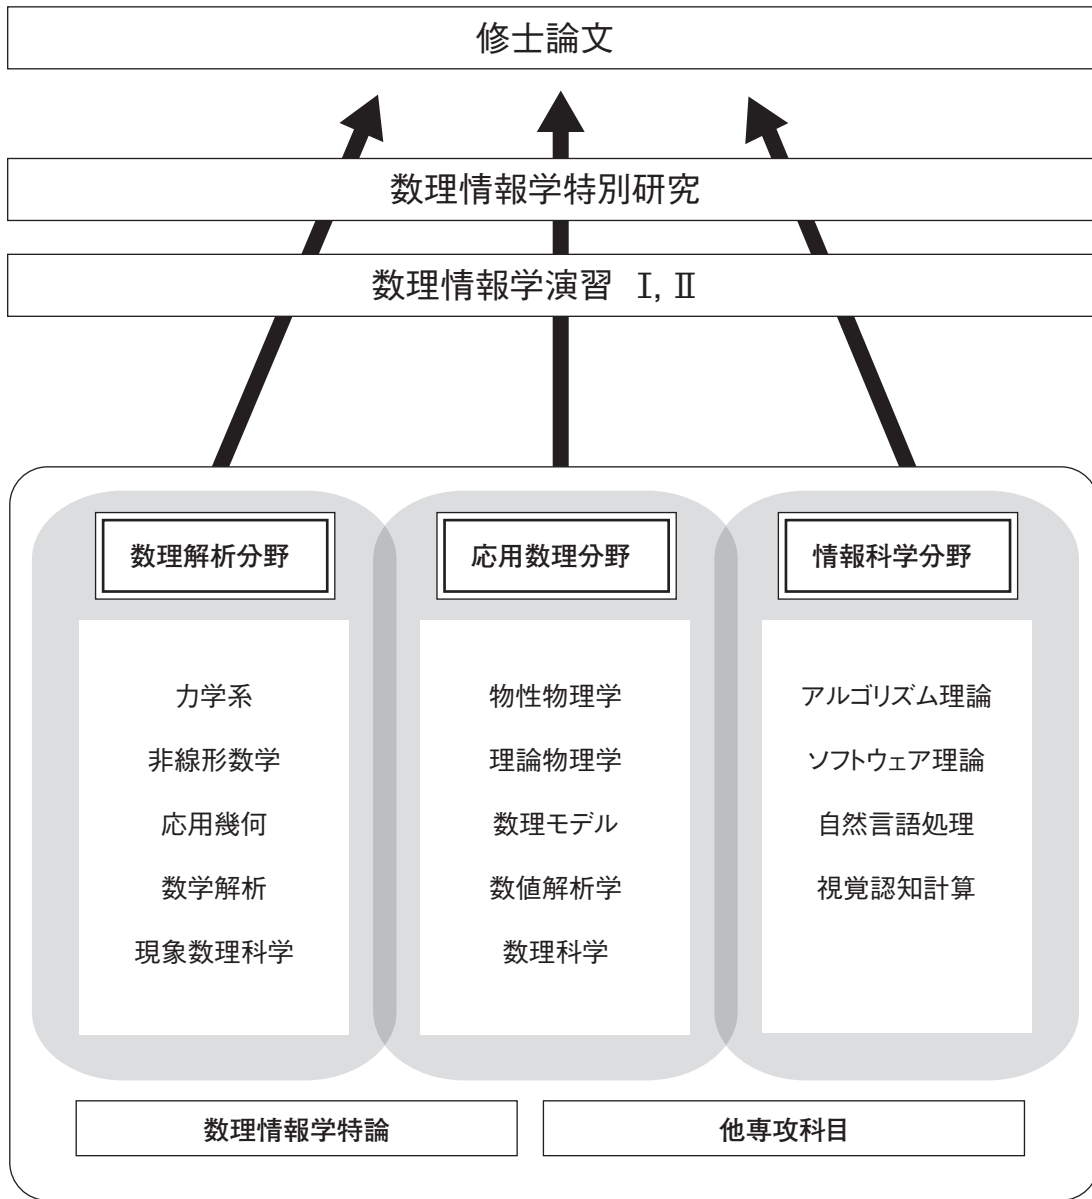 修士論文
数理情報学特別研究
数理情報学演習 Ⅰ, Ⅱ
数理解析分野
力学系
非線形数学
応用幾何
数学解析
現象数理科学
応用数理分野
物性物理学
理論物理学
数理モデル
数値解析学
数理科学
情報科学分野
アルゴリズム理論
ソフトウェア理論
自然言語処理
視覚認知計算
数理情報学特論
他専攻科目